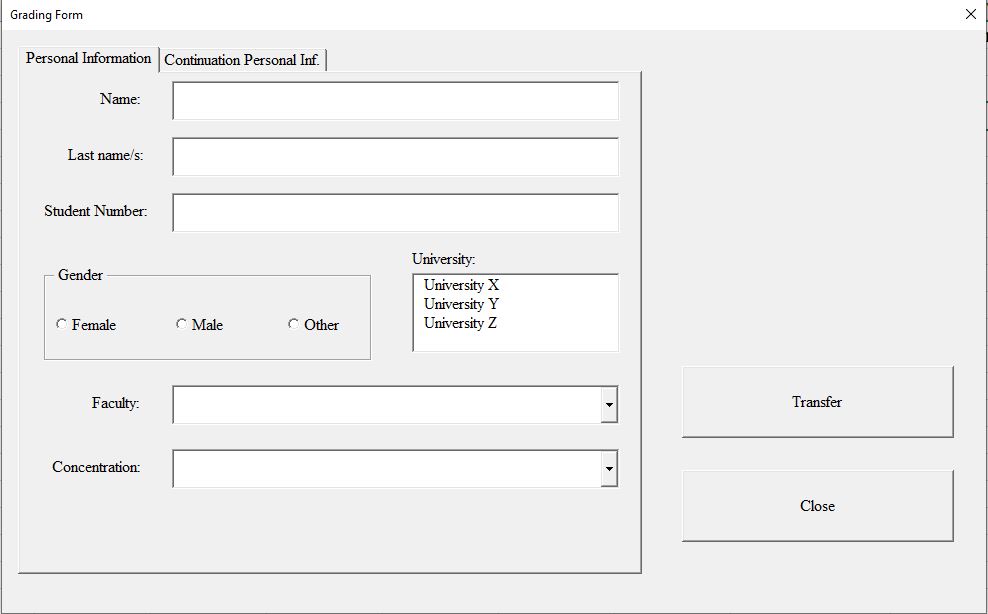 Grading Form
Personal Information
Continuation Personal Inf.
Name:
Last name/s:
Student Number:
Gender
Female
Male
Other
University:
University X
University Y
University Z
Faculty:
Concentration:
Transfer
Close